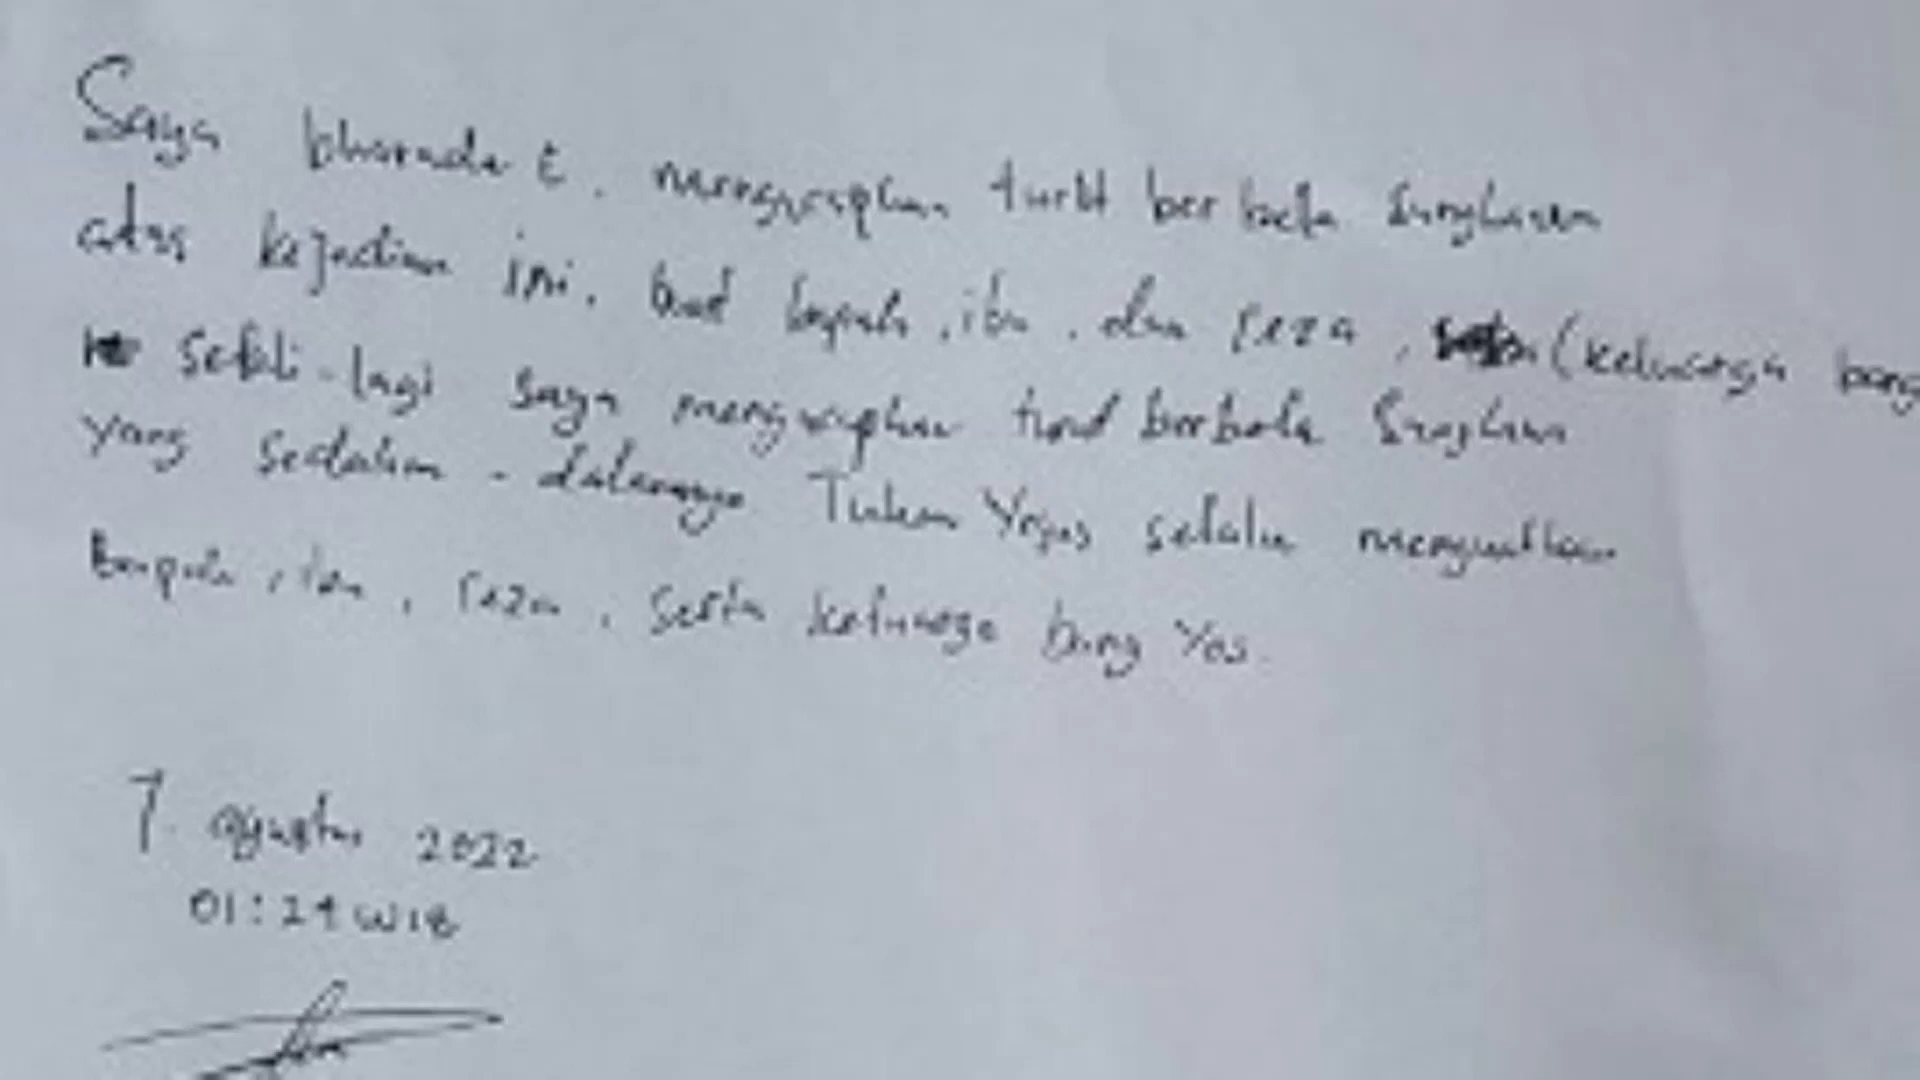 Saya bharada E. mengucapkan turut berbela sungkawa
atas kejadian ini. buat bapak, ibu, dan reza, (keluarga bang
sekali-lagi saya mengucapkan turut berbela sungkawa
yang sedalam-dalamnya Tuhan Yesus selalu menguatkan
Bapak, ibu, reza, serta keluarga bang Yos.
7 agustus 2022
01:24 WIB